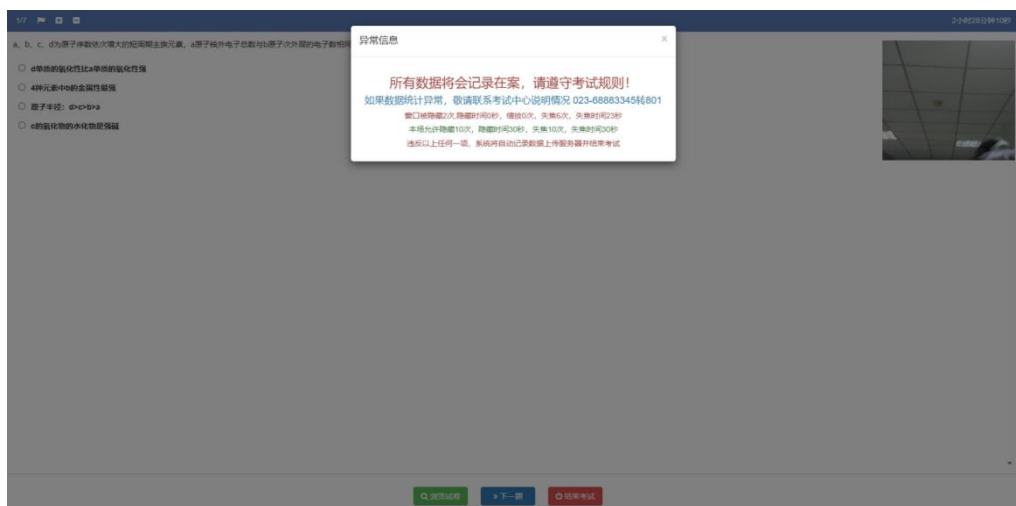 1/7
2小时28分钟10秒
a、b、c、d为原子序数依次增大的短周期主族元素，a原子核外电子总数与b原子次外层的电子数相同
d单质的氧化性比a单质的氧化性强
4种元素中b的金属性最强
原子半径：d>c>b>a
c的氧化物的水化物是强碱
异常信息
×
所有数据将会记录在案，请遵守考试规则！
如果数据统计异常，敬请联系考试中心说明情况 023-68883345转801
窗口被隐藏2次,隐藏时间0秒，缩放0次，失焦6次，失焦时间23秒
本场允许隐藏10次，隐藏时间30秒，失焦10次，失焦时间30秒
违反以上任何一项，系统将自动记录数据上传服务器并结束考试
浏览试卷
下一题
结束考试